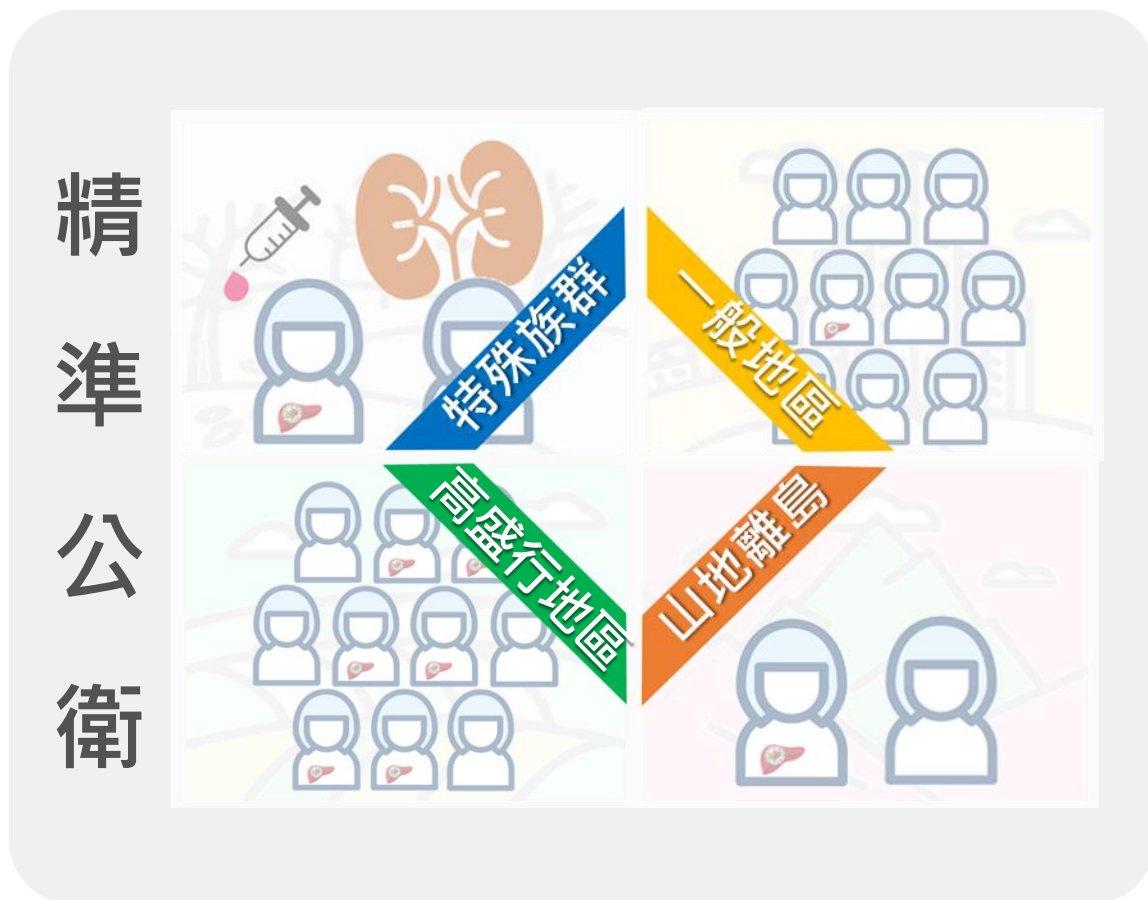 精準公衛
特殊族群
一般地區
高盛行地區
山地離島